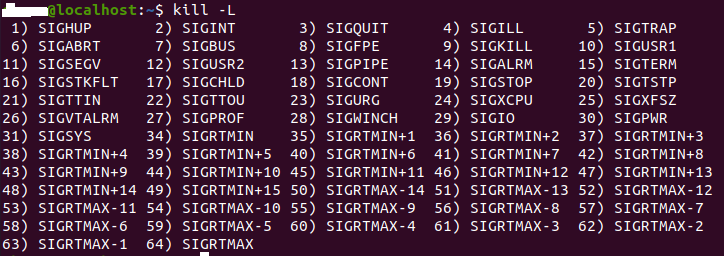 @localhost:~$ kill -L
 1) SIGHUP       2) SIGINT       3) SIGQUIT      4) SIGILL       5) SIGTRAP
 6) SIGABRT      7) SIGBUS       8) SIGFPE       9) SIGKILL     10) SIGUSR1
11) SIGSEGV     12) SIGUSR2     13) SIGPIPE     14) SIGALRM     15) SIGTERM
16) SIGSTKFLT   17) SIGCHLD     18) SIGCONT     19) SIGSTOP     20) SIGTSTP
21) SIGTTIN     22) SIGTTOU     23) SIGURG      24) SIGXCPU     25) SIGXFSZ
26) SIGVTALRM   27) SIGPROF     28) SIGWINCH    29) SIGIO       30) SIGPWR
31) SIGSYS      34) SIGRTMIN    35) SIGRTMIN+1  36) SIGRTMIN+2  37) SIGRTMIN+3
38) SIGRTMIN+4  39) SIGRTMIN+5  40) SIGRTMIN+6  41) SIGRTMIN+7  42) SIGRTMIN+8
43) SIGRTMIN+9  44) SIGRTMIN+10 45) SIGRTMIN+11 46) SIGRTMIN+12 47) SIGRTMIN+13
48) SIGRTMIN+14 49) SIGRTMIN+15 50) SIGRTMAX-14 51) SIGRTMAX-13 52) SIGRTMAX-12
53) SIGRTMAX-11 54) SIGRTMAX-10 55) SIGRTMAX-9  56) SIGRTMAX-8  57) SIGRTMAX-7
58) SIGRTMAX-6  59) SIGRTMAX-5  60) SIGRTMAX-4  61) SIGRTMAX-3  62) SIGRTMAX-2
63) SIGRTMAX-1  64) SIGRTMAX